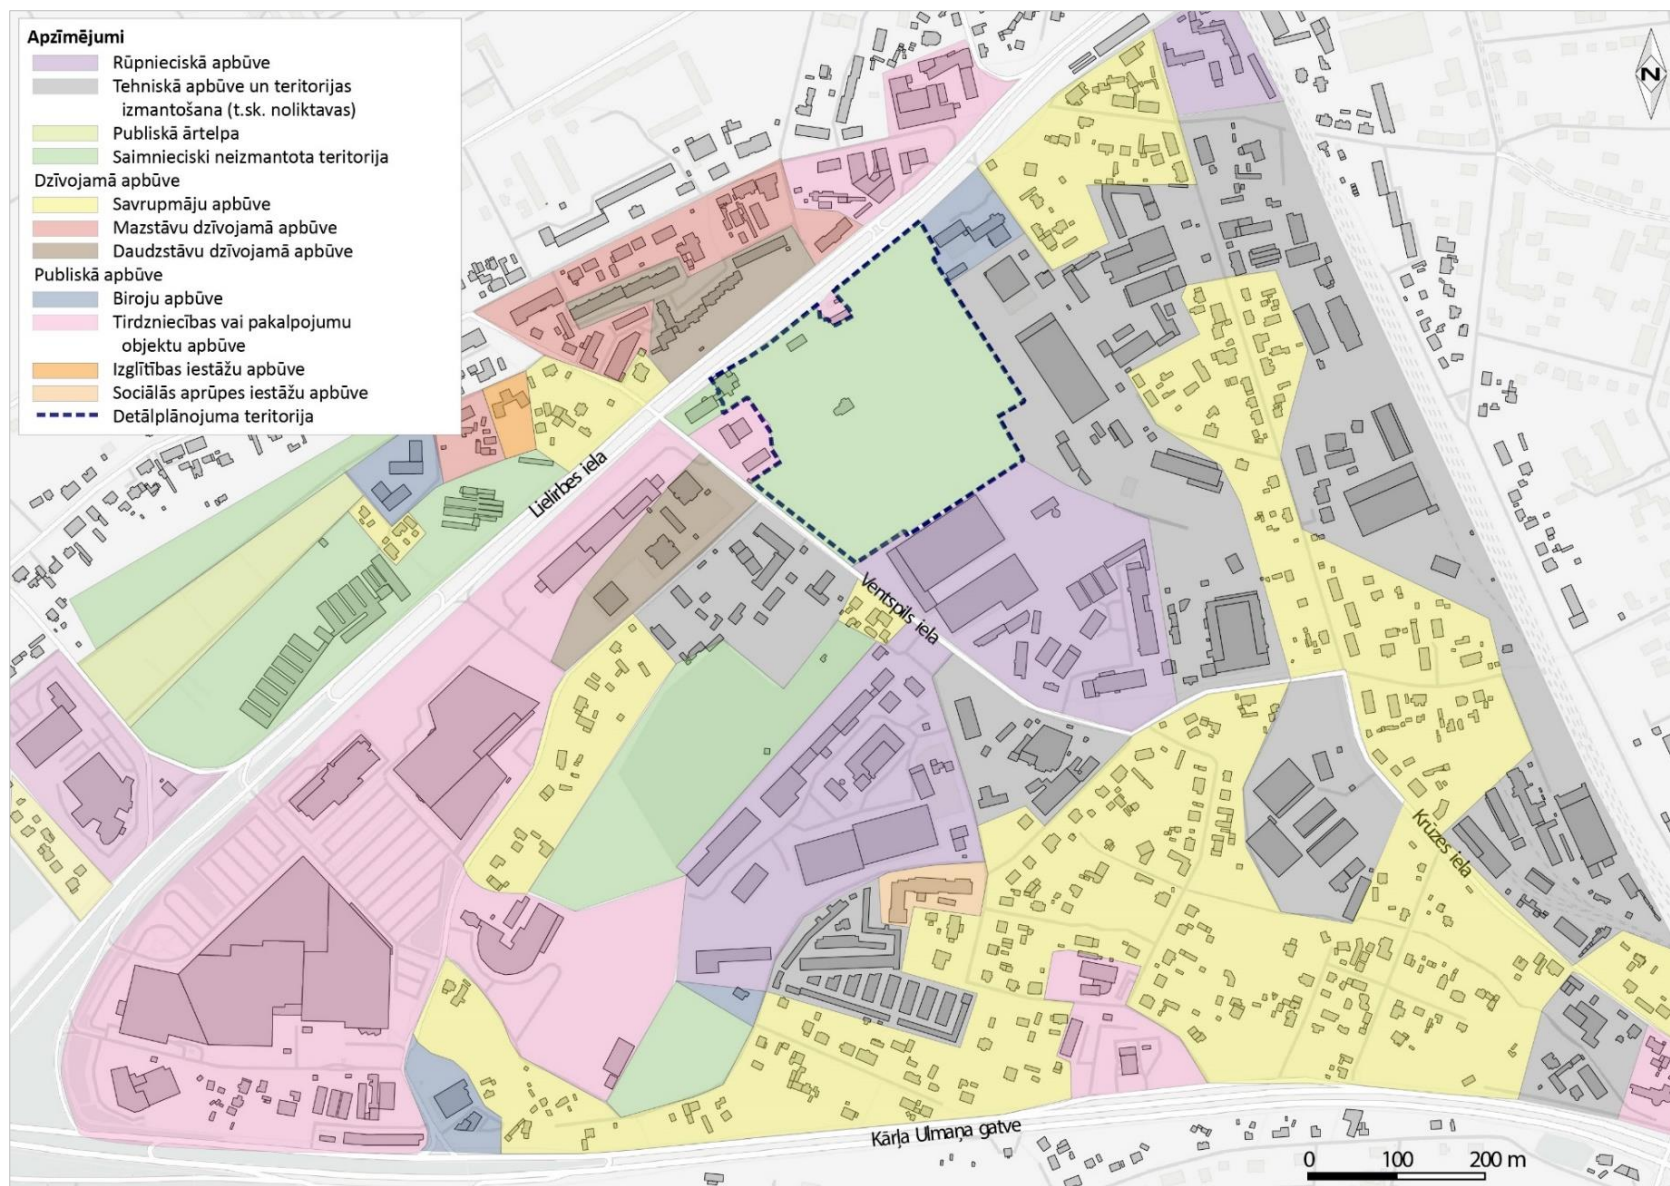 Apzīmējumi
Rūpnieciskā apbūve
Tehniskā apbūve un teritorijas
izmantošana (t.sk. noliktavas)
Publiskā ārtelpa
Saimnieciski neizmantota teritorija
Dzīvojamā apbūve
Savrupmāju apbūve
Mazstāvu dzīvojamā apbūve
Daudzstāvu dzīvojamā apbūve
Publiskā apbūve
Biroju apbūve
Tirdzniecības vai pakalpojumu
objektu apbūve
Izglītības iestāžu apbūve
Sociālās aprūpes iestāžu apbūve
Detālplānojuma teritorija
N
Lielirbes iela
Ventspils iela
Krūzes iela
Kārļa Ulmaņa gatve
0 100 200 m